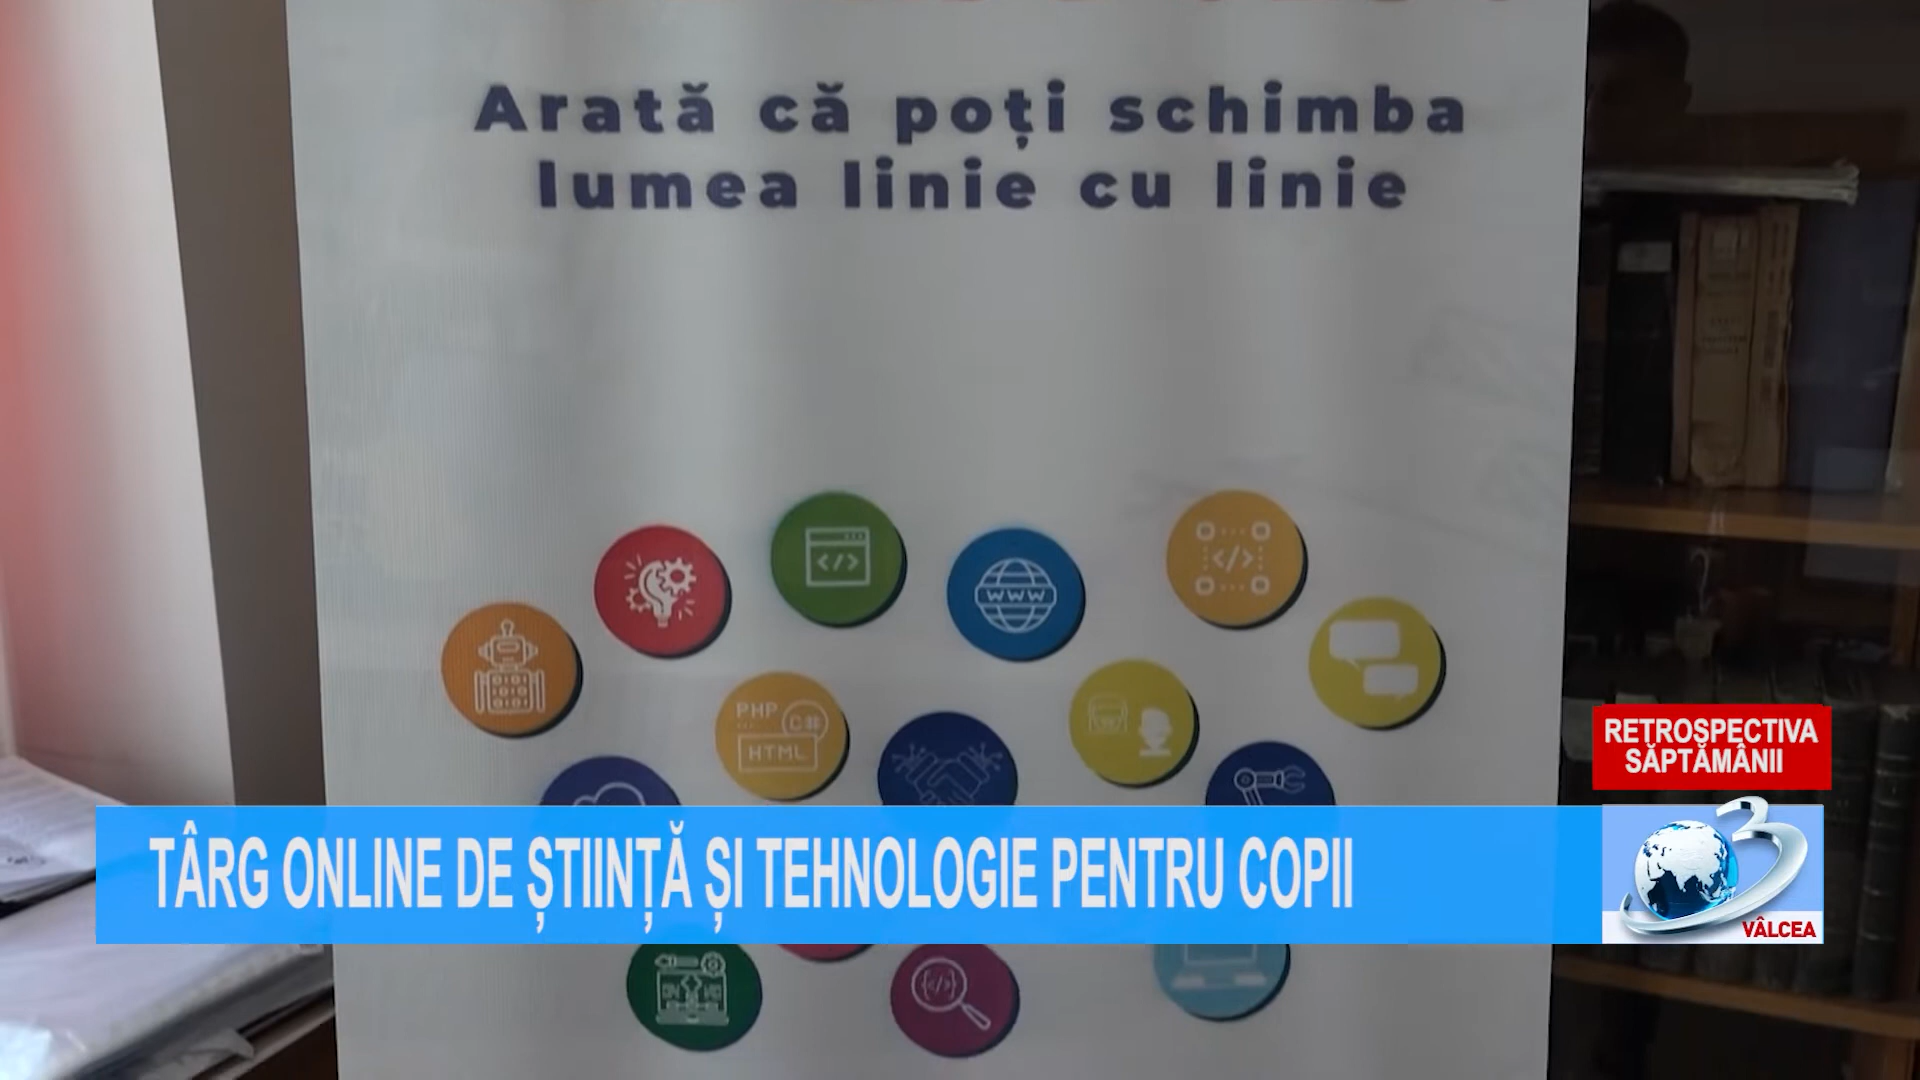 Arată că poți schimba
lumea linie cu linie
</>
WWW
</>
PHP
C#
HTML
</>
RETROSPECTIVA
SĂPTĂMÂNII
TÂRG ONLINE DE ȘTIINȚĂ ȘI TEHNOLOGIE PENTRU COPII
3
VÂLCEA